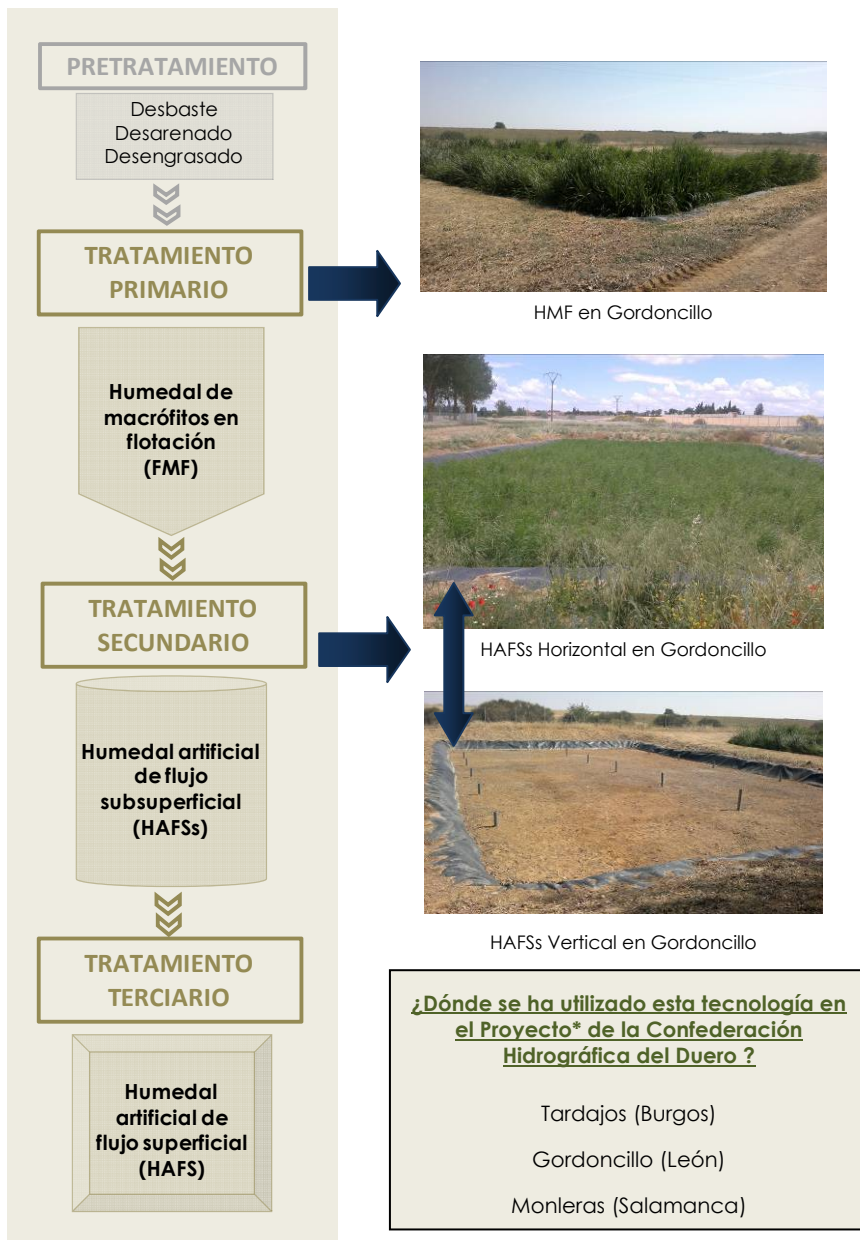 PRETRATAMIENTO
Desbaste
Desarenado
Desengrasado
TRATAMIENTO
PRIMARIO
Humedal de
macrófitos en
flotación
(FMF)
TRATAMIENTO
SECUNDARIO
Humedal artificial
de flujo
subsuperficial
(HAFSs)
TRATAMIENTO
TERCIARIO
Humedal
artificial de
flujo superficial
(HAFS)
HMF en Gordoncillo
HAFSs Horizontal en Gordoncillo
HAFSs Vertical en Gordoncillo
¿Dónde se ha utilizado esta tecnología en
el Proyecto* de la Confederación
Hidrográfica del Duero ?
Tardajos (Burgos)
Gordoncillo (León)
Monleras (Salamanca)